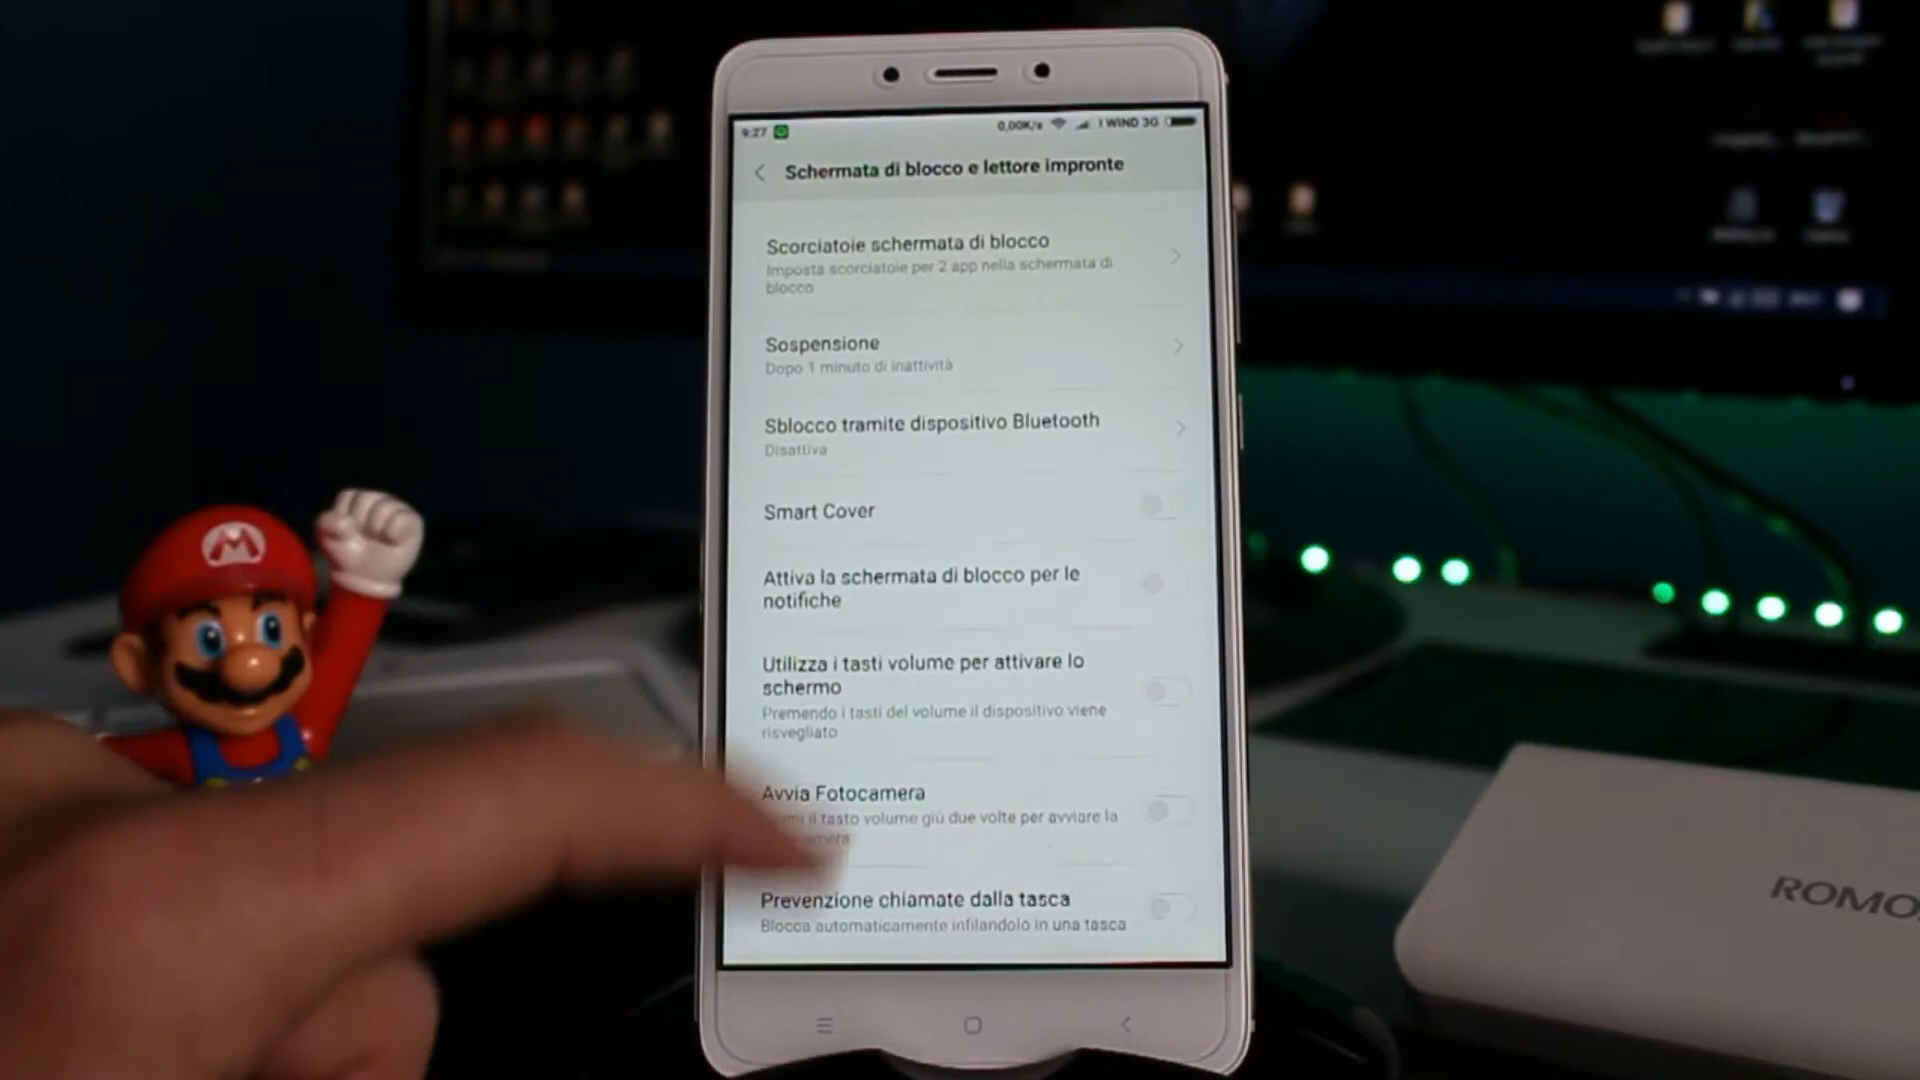 9:27 0,00K/s WIND 3G
Schermata di blocco e lettore impronte
Scorciatoie schermata di blocco
Imposta scorciatoie per 2 app nella schermata di
blocco
Sospensione
Dopo 1 minuto di inattività
Sblocco tramite dispositivo Bluetooth
Disattiva
Smart Cover
Attiva la schermata di blocco per le
notifiche
Utilizza i tasti volume per attivare lo
schermo
Premendo i tasti del volume il dispositivo viene
risvegliato
Avvia Fotocamera
il tasto volume giù due volte per avviare la
Prevenzione chiamate dalla tasca
Blocca automaticamente infilandolo in una tasca
M
ROMO